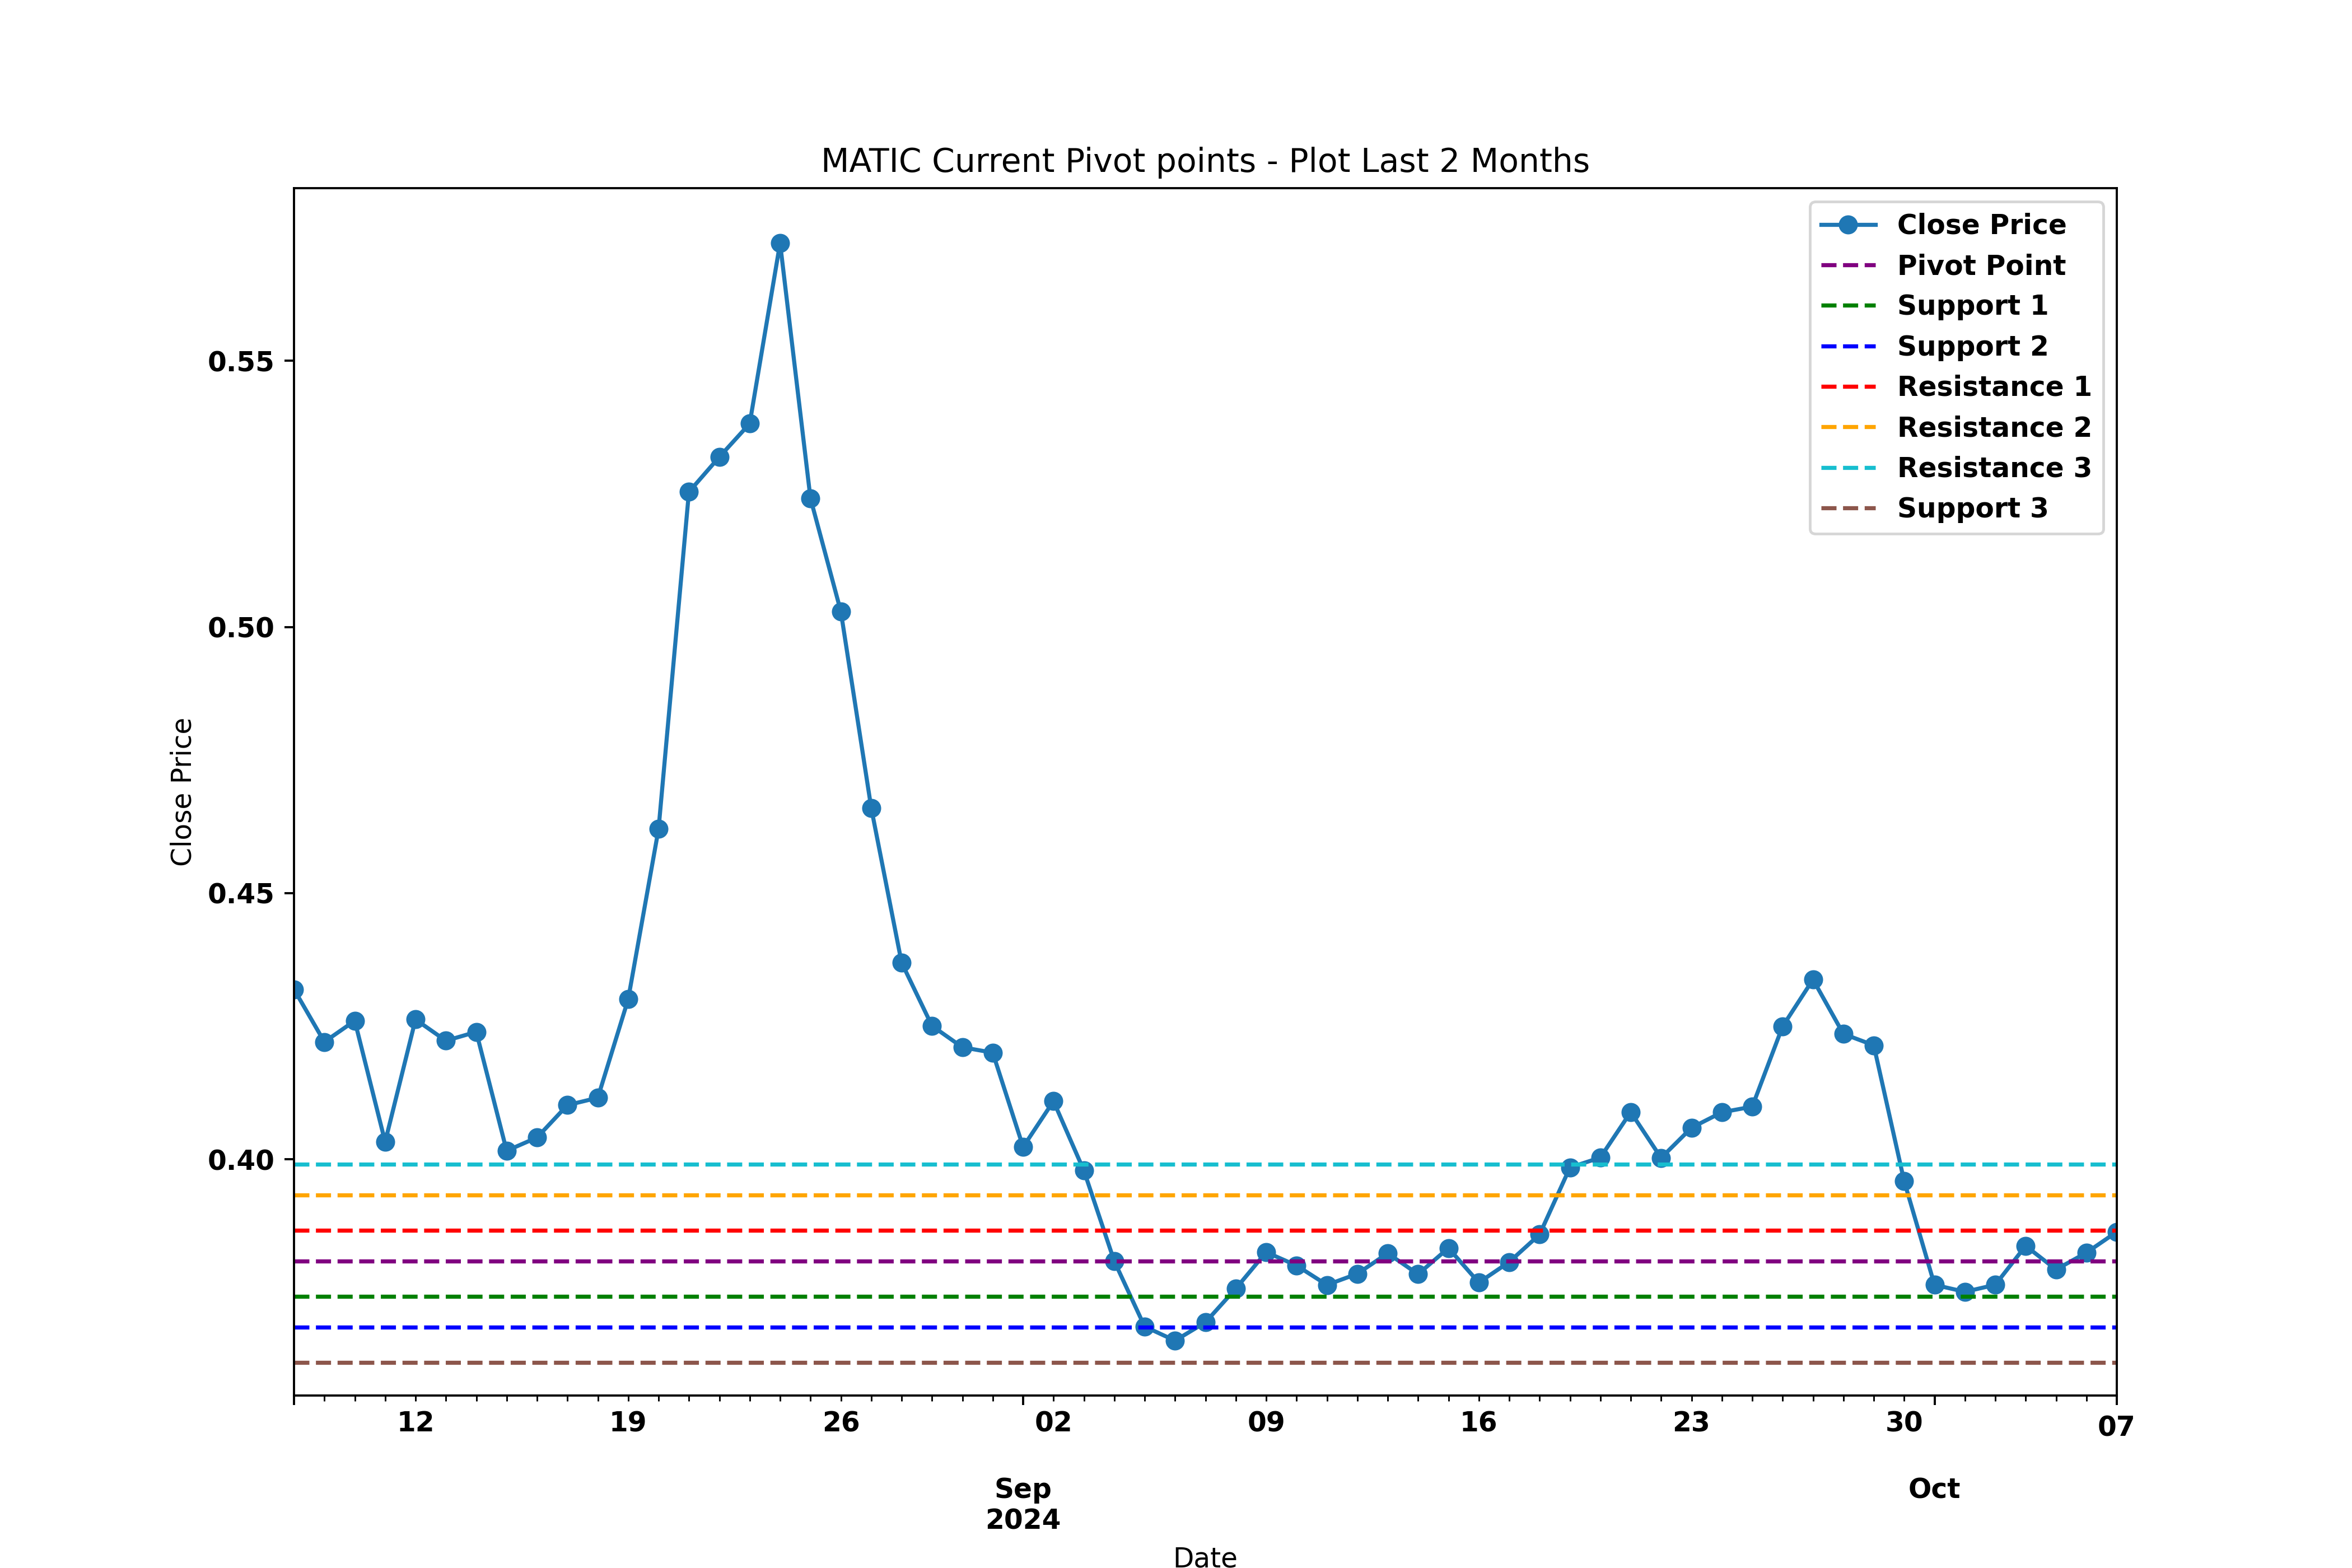 MATIC Current Pivot points - Plot Last 2 Months
Close Price
Pivot Point
Support 1
Support 2
Resistance 1
Resistance 2
Resistance 3
Support 3
0.55
0.50
0.45
0.40
Close Price
12 19 26 02 09 16 23 30 07
Sep Oct
2024
Date